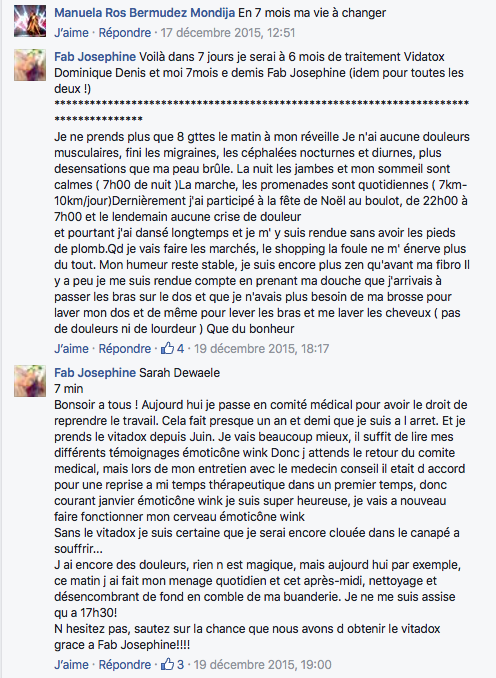 Manuela Ros Bermudez Mondija En 7 mois ma vie à changer
J'aime · Répondre · 17 décembre 2015, 12:51
Fab Josephine Voilà dans 7 jours je serai à 6 mois de traitement Vidatox
Dominique Denis et moi 7mois e demis Fab Josephine (idem pour toutes les
deux !)
**********************************************************************
***************
Je ne prends plus que 8 gttes le matin à mon réveille Je n'ai aucune douleurs
musculaires, fini les migraines, les céphalées nocturnes et diurnes, plus
desensations que ma peau brûle. La nuit les jambes et mon sommeil sont
calmes ( 7h00 de nuit )La marche, les promenades sont quotidiennes ( 7km-
10km/jour)Dernièrement j'ai participé à la fête de Noël au boulot, de 22h00 à
7h00 et le lendemain aucune crise de douleur
et pourtant j'ai dansé longtemps et je m' y suis rendue sans avoir les pieds
de plomb.Qd je vais faire les marchés, le shopping la foule ne m' énerve plus
du tout. Mon humeur reste stable, je suis encore plus zen qu'avant ma fibro Il
y a peu je me suis rendue compte en prenant ma douche que j'arrivais à
passer les bras sur le dos et que je n'avais plus besoin de ma brosse pour
laver mon dos et de même pour lever les bras et me laver les cheveux ( pas
de douleurs ni de lourdeur ) Que du bonheur
J'aime · Répondre · 4 · 19 décembre 2015, 18:17
Fab Josephine Sarah Dewaele
7 min
Bonsoir a tous ! Aujourd hui je passe en comité médical pour avoir le droit de
reprendre le travail. Cela fait presque un an et demi que je suis a l arret. Et je
prends le vitadox depuis Juin. Je vais beaucoup mieux, il suffit de lire mes
différents témoignages émoticône wink Donc j attends le retour du comite
medical, mais lors de mon entretien avec le medecin conseil il etait d accord
pour une reprise a mi temps thérapeutique dans un premier temps, donc
courant janvier émoticône wink je suis super heureuse, je vais a nouveau
faire fonctionner mon cerveau émoticône wink
Sans le vitadox je suis certaine que je serai encore clouée dans le canapé a
souffrir...
J ai encore des douleurs, rien n est magique, mais aujourd hui par exemple,
ce matin j ai fait mon menage quotidien et cet après-midi, nettoyage et
désencombrant de fond en comble de ma buanderie. Je ne me suis assise
qu a 17h30!
N hesitez pas, sautez sur la chance que nous avons d obtenir le vitadox
grace a Fab Josephine!!!!
J'aime · Répondre · 3 · 19 décembre 2015, 19:00